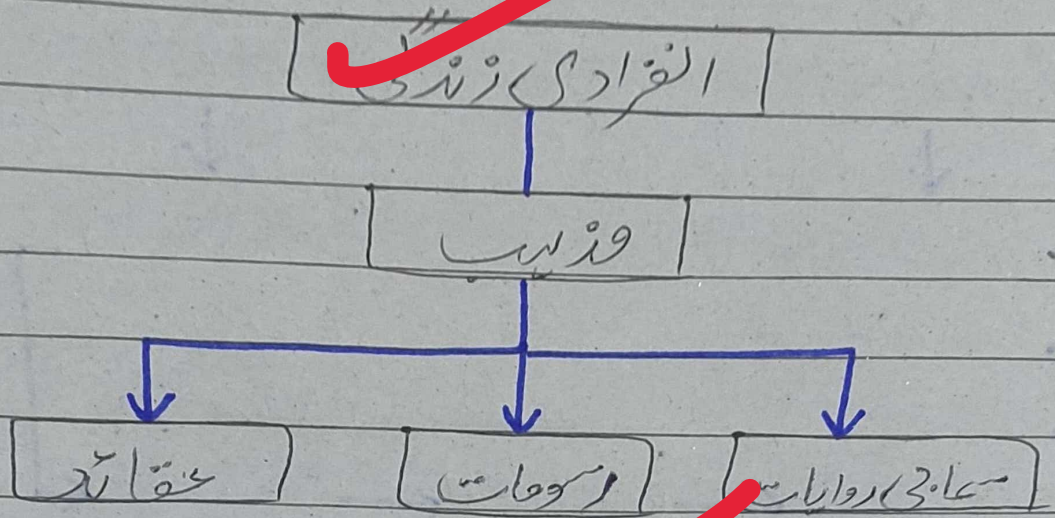 انفرادی زندگی
مذہب
سماجی روایات رسومات عقائد